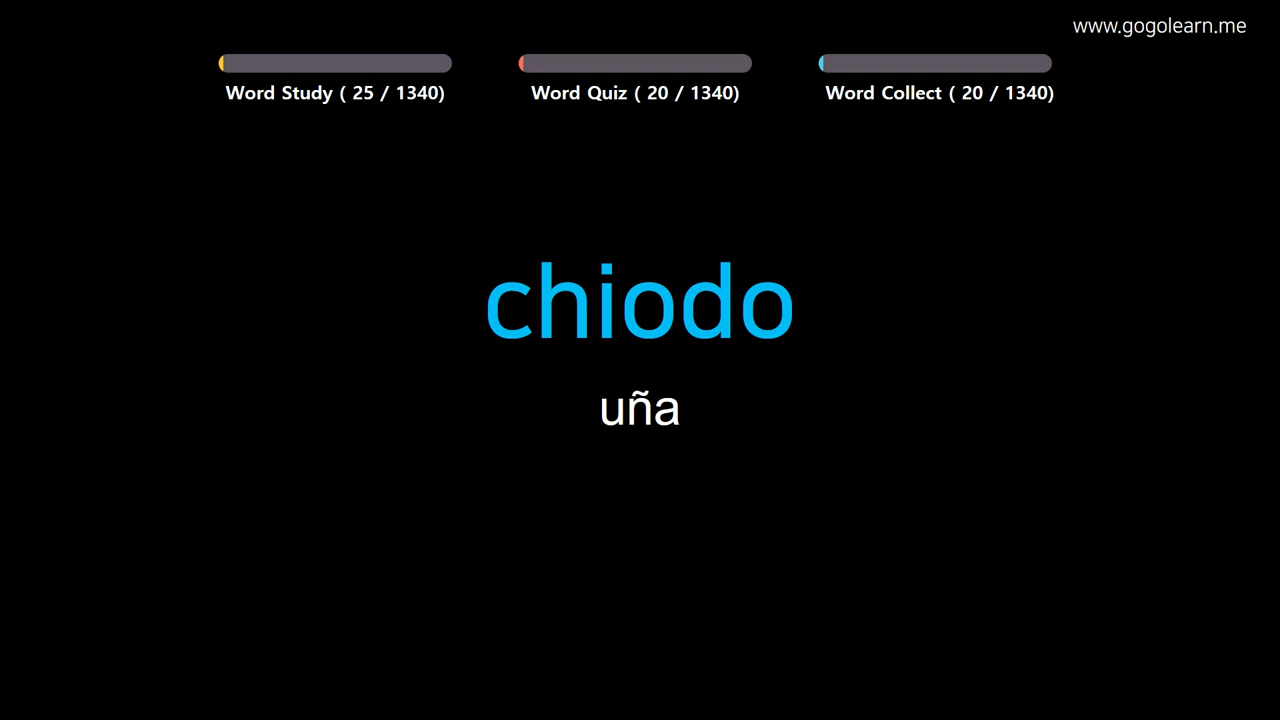 www.gogolearn.me
Word Study ( 25 / 1340)
Word Quiz ( 20 / 1340)
Word Collect ( 20 / 1340)
chiodo
uña